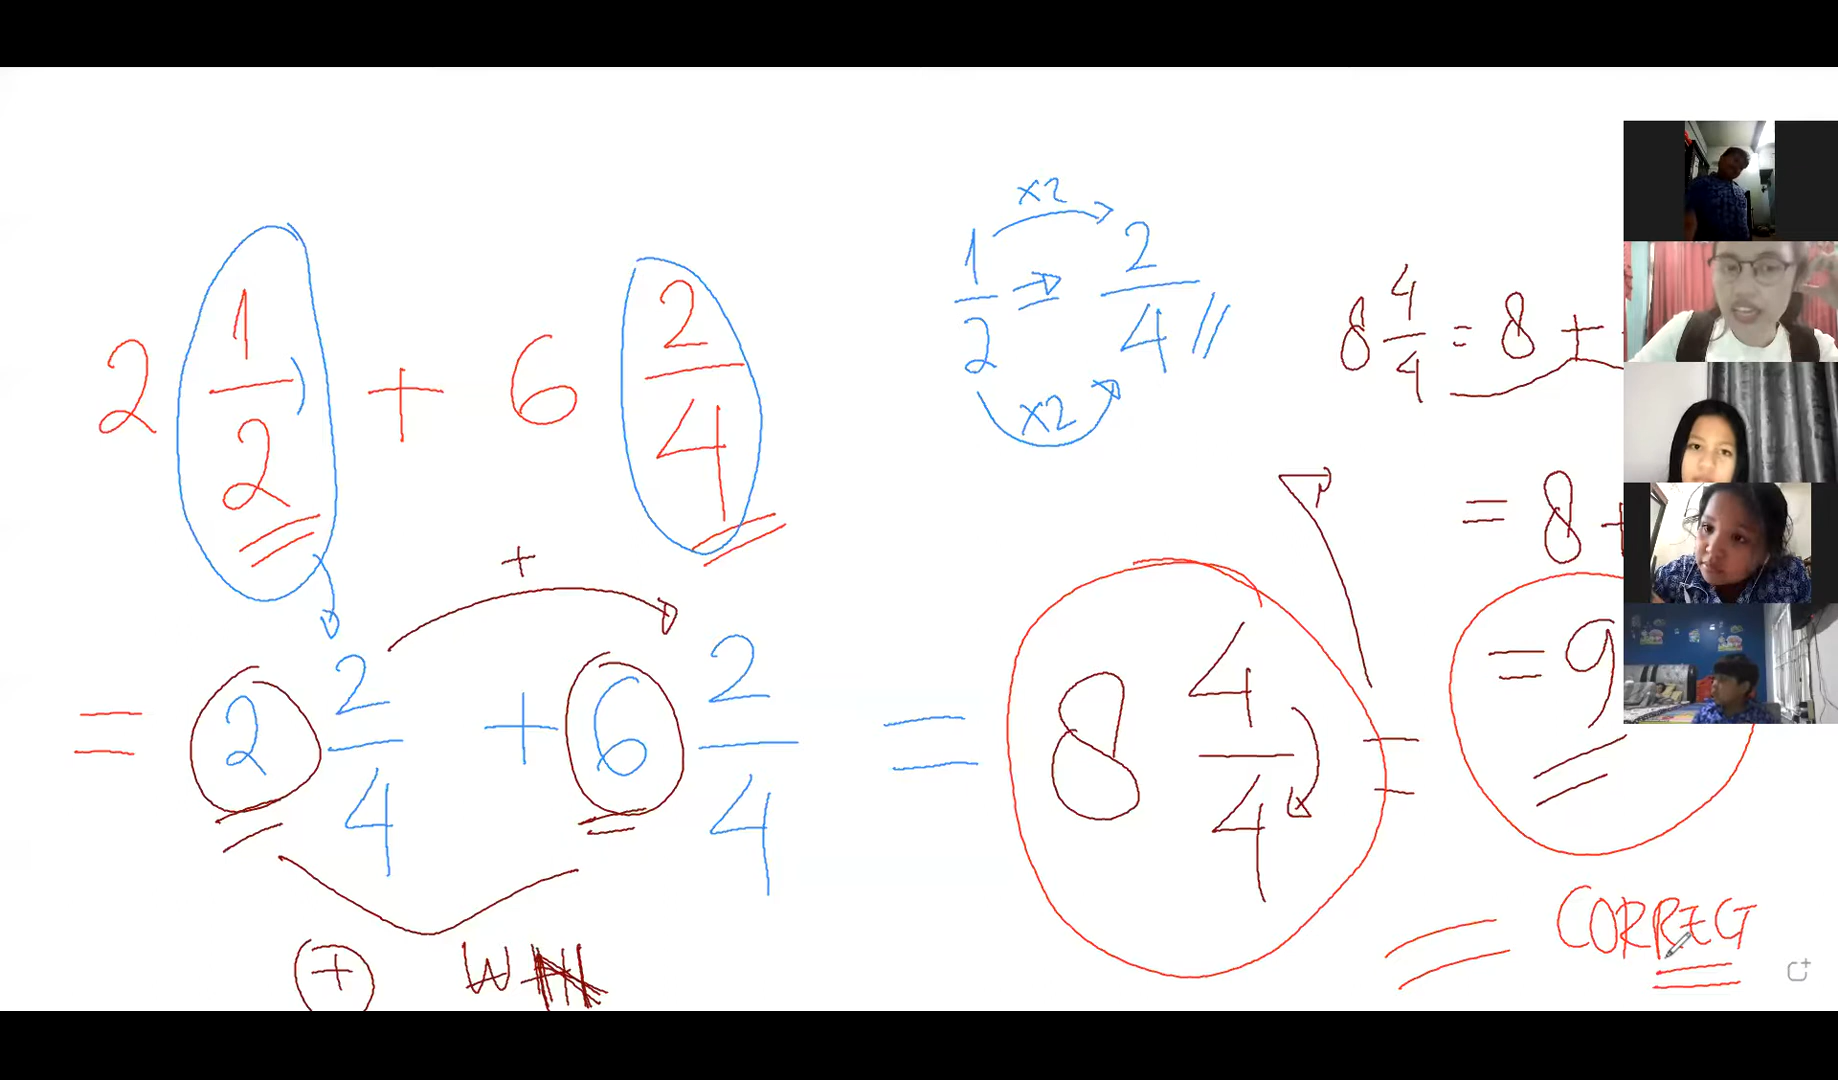 2 1/2 + 6 2/4
1/2 ⇒ 2/4 //
×2
×2
8 4/4 = 8 +
= 8 +
+
= 2 2/4 + 6 2/4 = 8 4/4 = 9
+ W
= CORRECT